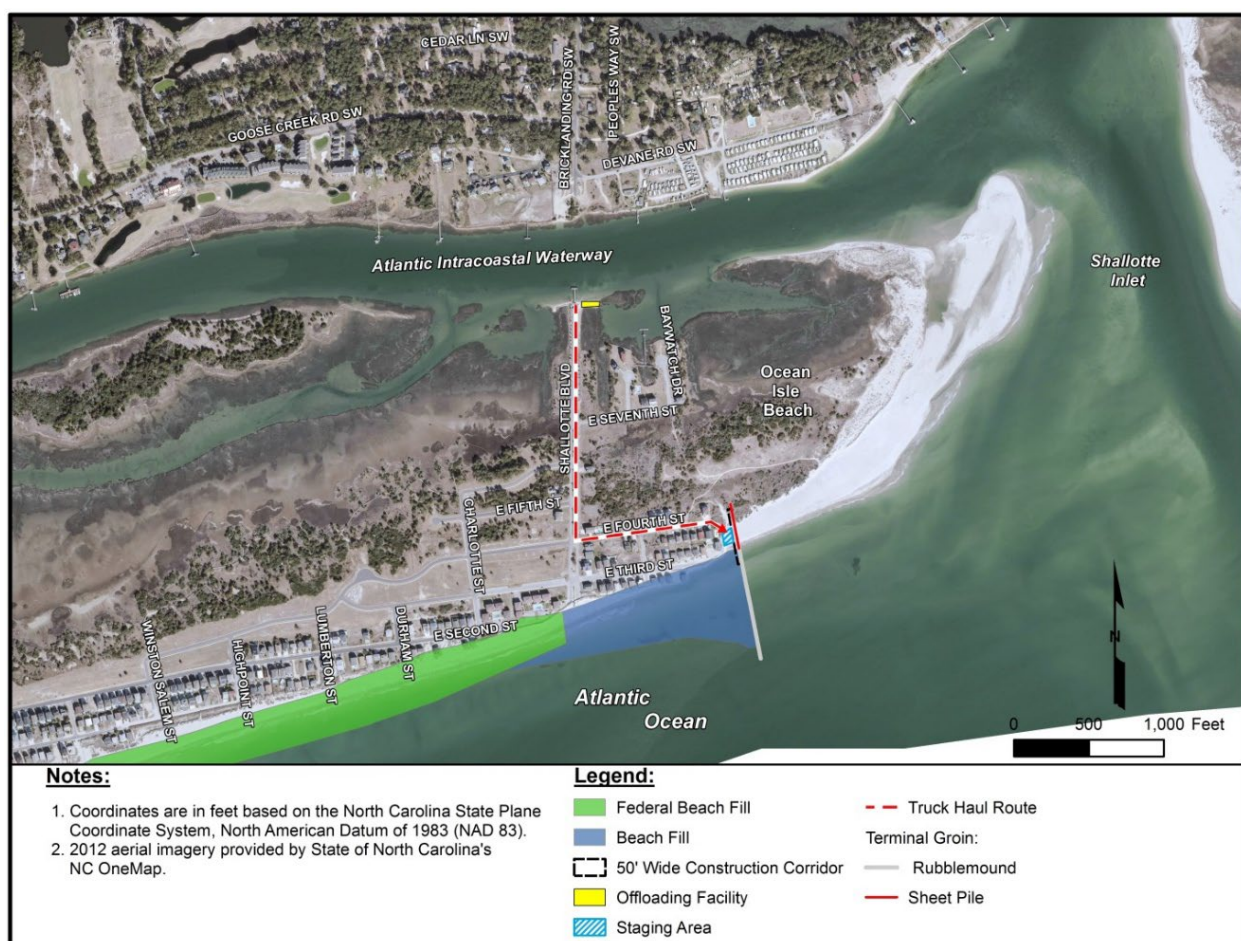 CEDAR LN SW
GOOSE CREEK RD SW
BRICKLANDING RD SW
PEOPLES WAY SW
DEVANE RD SW
Atlantic Intracoastal Waterway
Shallotte
Inlet
SHALLOTTE BLVD
BAYWATCH DR
E SEVENTH ST
Ocean
Isle
Beach
E FIFTH ST
CHARLOTTE ST
E FOURTH ST
E THIRD ST
E SECOND ST
DURHAM ST
LUMBERTON ST
HIGHPOINT ST
WINSTON SALEM ST
Atlantic
Ocean
N
0 500 1,000 Feet
Notes:
1. Coordinates are in feet based on the North Carolina State Plane
Coordinate System, North American Datum of 1983 (NAD 83).
2. 2012 aerial imagery provided by State of North Carolina's
NC OneMap.
Legend:
Federal Beach Fill
Beach Fill
50' Wide Construction Corridor
Offloading Facility
Staging Area
Truck Haul Route
Terminal Groin:
Rubblemound
Sheet Pile